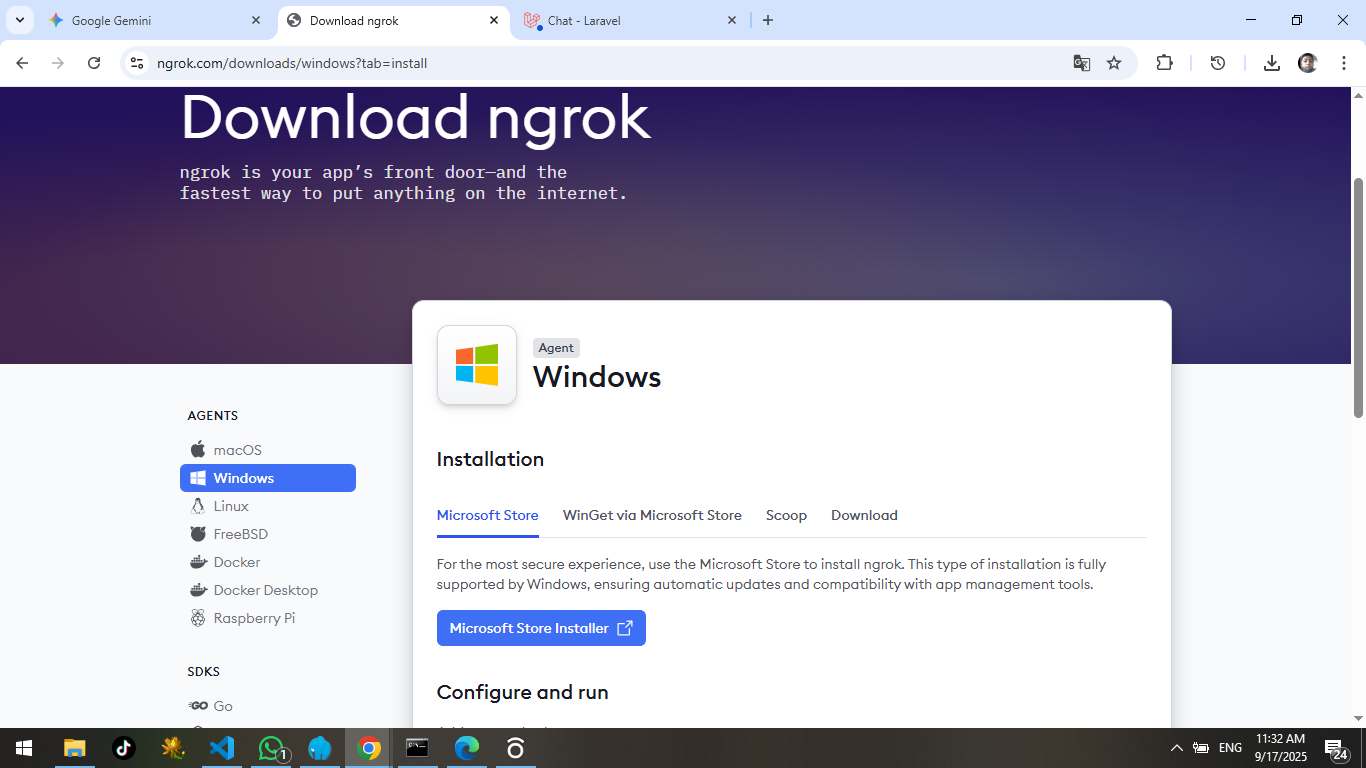 Google Gemini
Download ngrok
Chat - Laravel
ngrok.com/downloads/windows?tab=install
Download ngrok
ngrok is your app's front door—and the
fastest way to put anything on the internet.
Agent
Windows
AGENTS
macOS
Windows
Linux
FreeBSD
Docker
Docker Desktop
Raspberry Pi
SDKS
Go
Installation
Microsoft Store
WinGet via Microsoft Store
Scoop
Download
For the most secure experience, use the Microsoft Store to install ngrok. This type of installation is fully
supported by Windows, ensuring automatic updates and compatibility with app management tools.
Microsoft Store Installer
Configure and run
1
ENG
11:32 AM
9/17/2025
24